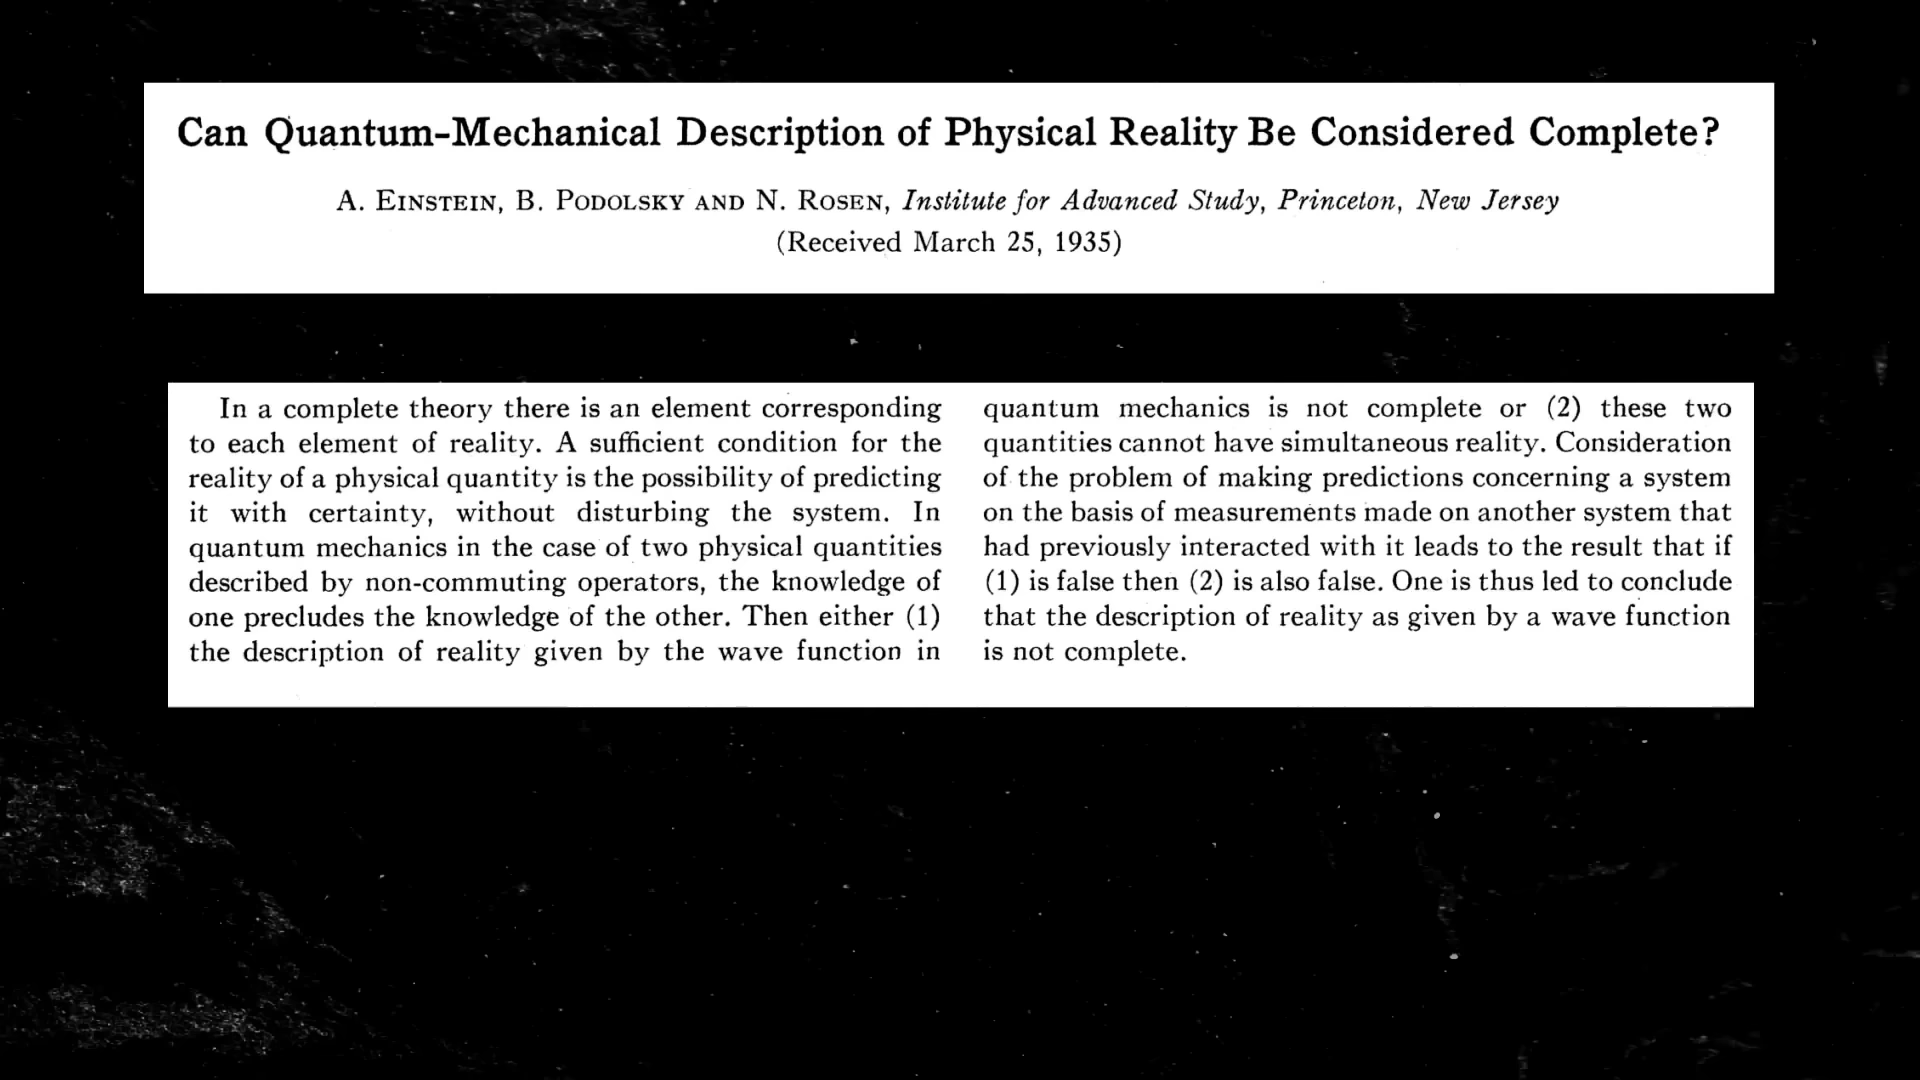 Can Quantum-Mechanical Description of Physical Reality Be Considered Complete?
A. EINSTEIN, B. PODOLSKY AND N. ROSEN, Institute for Advanced Study, Princeton, New Jersey
(Received March 25, 1935)
In a complete theory there is an element corresponding
to each element of reality. A sufficient condition for the
reality of a physical quantity is the possibility of predicting
it with certainty, without disturbing the system. In
quantum mechanics in the case of two physical quantities
described by non-commuting operators, the knowledge of
one precludes the knowledge of the other. Then either (1)
the description of reality given by the wave function in
quantum mechanics is not complete or (2) these two
quantities cannot have simultaneous reality. Consideration
of the problem of making predictions concerning a system
on the basis of measurements made on another system that
had previously interacted with it leads to the result that if
(1) is false then (2) is also false. One is thus led to conclude
that the description of reality as given by a wave function
is not complete.